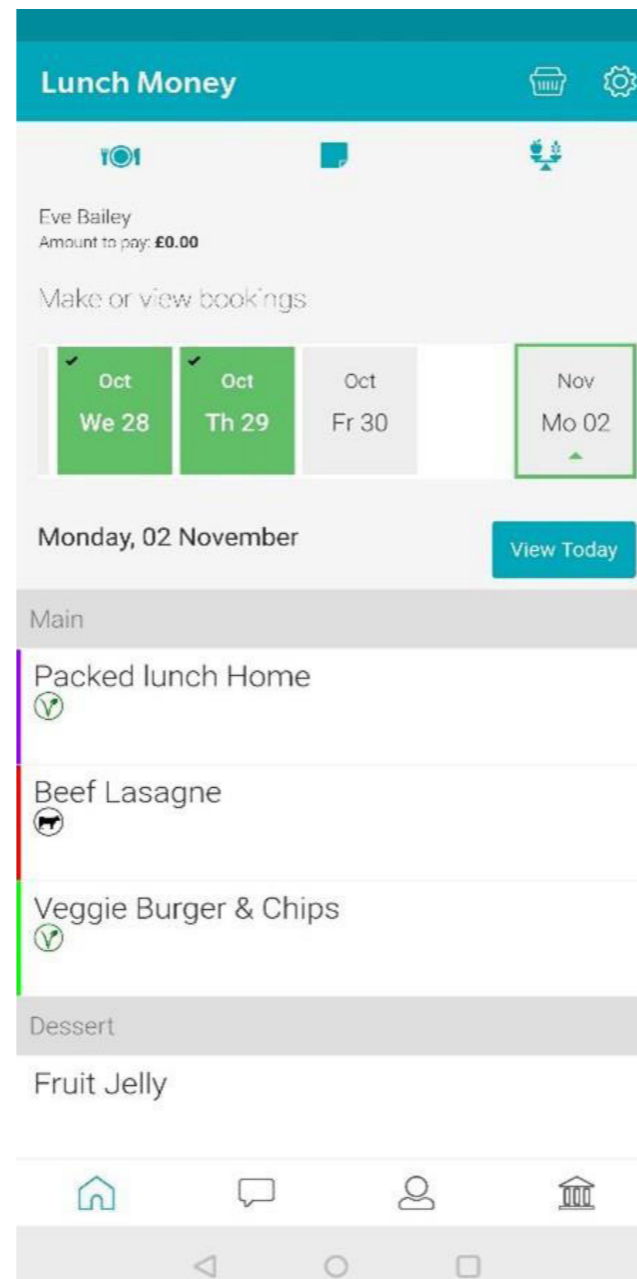 Lunch Money
Eve Bailey
Amount to pay: £0.00
Make or view bookings
Oct Oct Oct Nov
We 28 Th 29 Fr 30 Mo 02
Monday, 02 November
View Today
Main
Packed lunch Home
V
Beef Lasagne
Veggie Burger & Chips
V
Dessert
Fruit Jelly